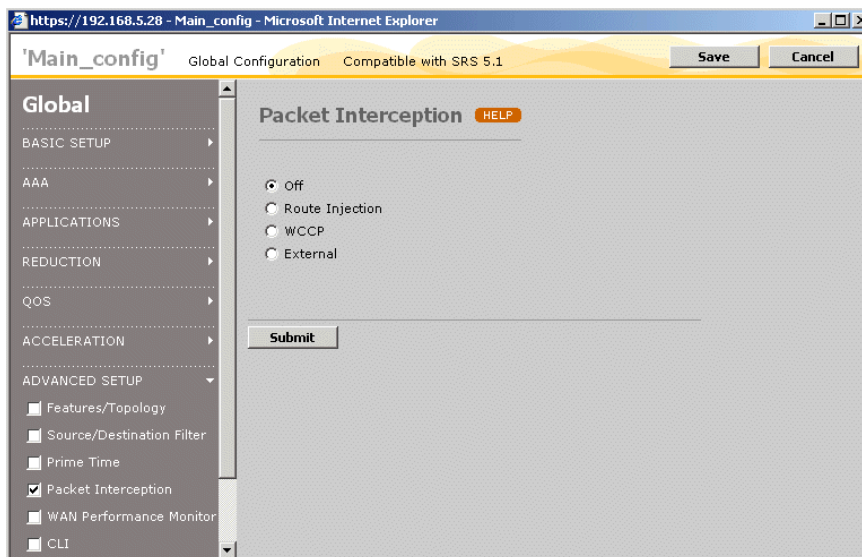 https://192.168.5.28 - Main_config - Microsoft Internet Explorer
'Main_config' Global Configuration Compatible with SRS 5.1
Save Cancel
Global
BASIC SETUP
AAA
APPLICATIONS
REDUCTION
QOS
ACCELERATION
ADVANCED SETUP
Features/Topology
Source/Destination Filter
Prime Time
Packet Interception
WAN Performance Monitor
CLI
Packet Interception HELP
Off
Route Injection
WCCP
External
Submit